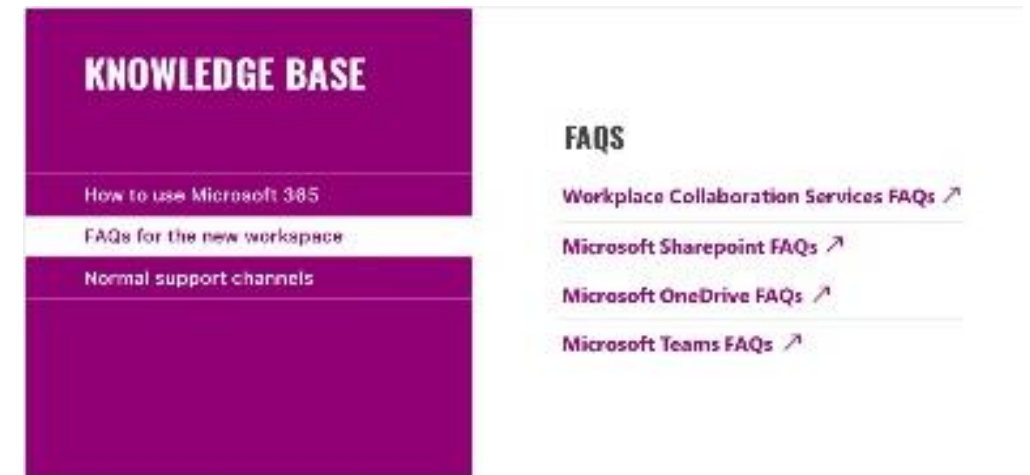 KNOWLEDGE BASE
How to use Microsoft 365
FAQs for the new workspace
Normal support channels
FAQS
Workplace Collaboration Services FAQs ↗
Microsoft Sharepoint FAQs ↗
Microsoft OneDrive FAQs ↗
Microsoft Teams FAQs ↗